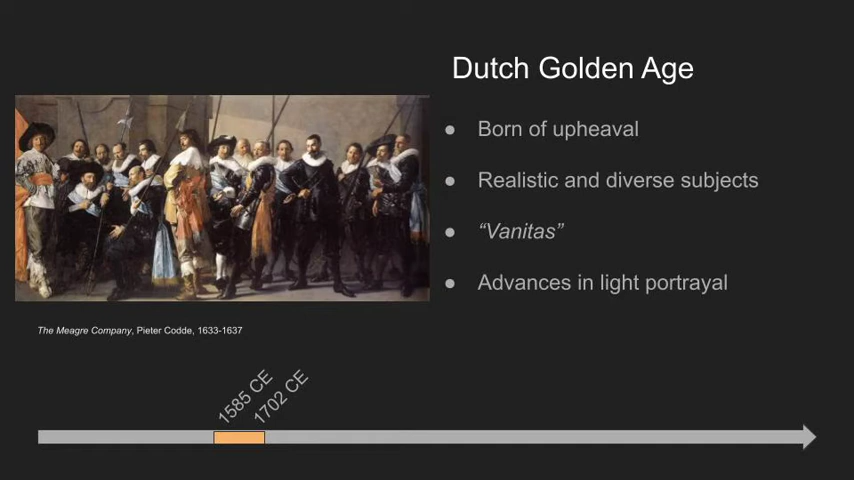 Dutch Golden Age
● Born of upheaval
● Realistic and diverse subjects
● “Vanitas”
● Advances in light portrayal
The Meagre Company, Pieter Codde, 1633-1637
1585 CE
1702 CE